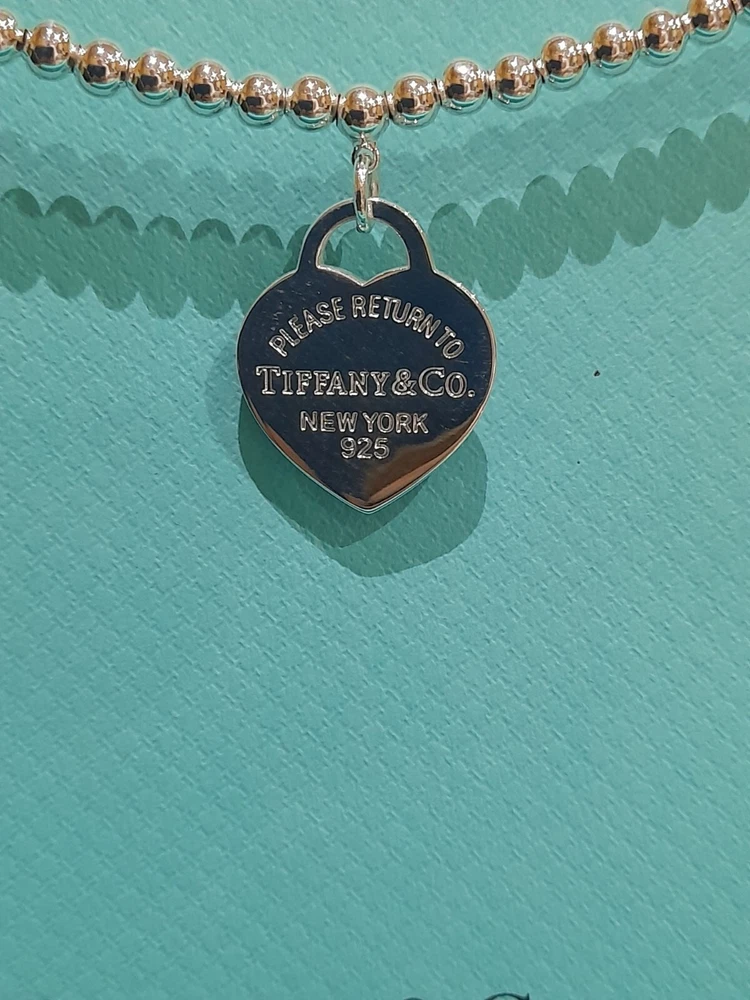 PLEASE RETURN TO
TIFFANY & CO.
NEW YORK
925